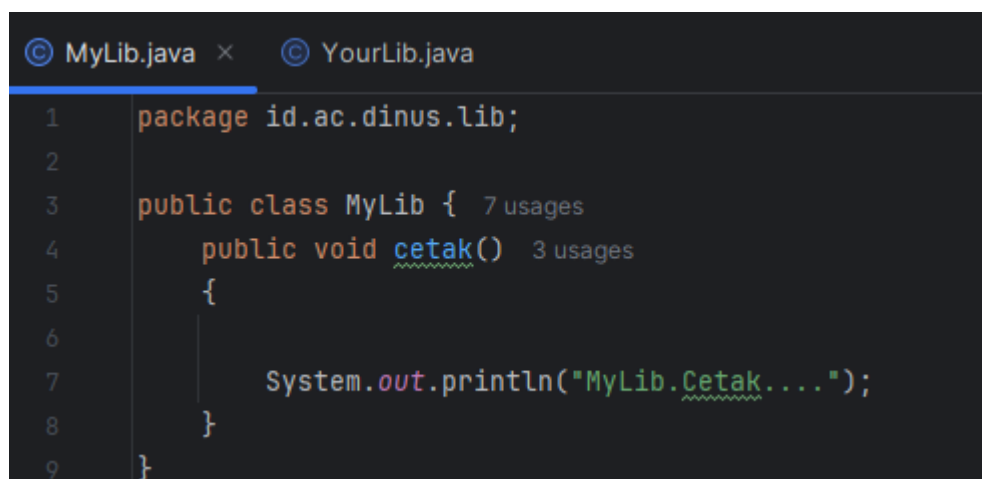 MyLib.java × YourLib.java
1 package id.ac.dinus.lib;
2
3 public class MyLib { 7 usages
4 public void cetak() 3 usages
5 {
6
7 System.out.println("MyLib.Cetak....");
8 }
9 }